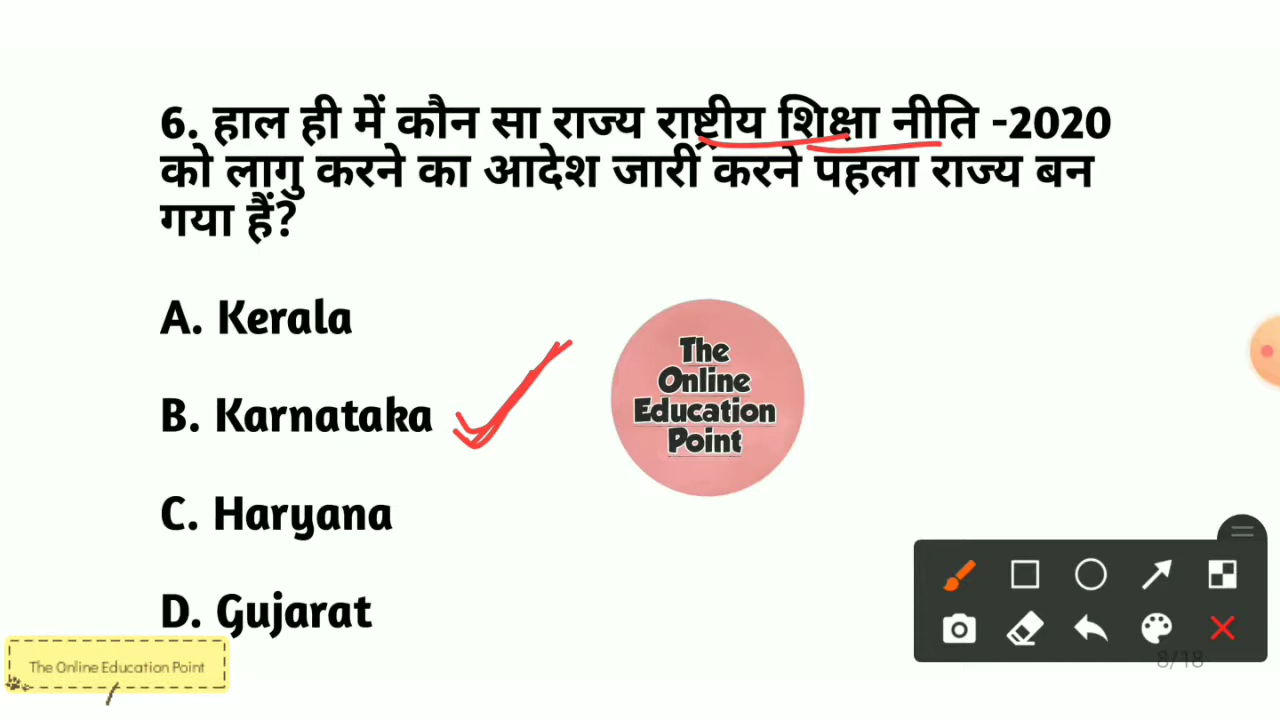 6. हाल ही में कौन सा राज्य राष्ट्रीय शिक्षा नीति -2020
को लागु करने का आदेश जारी करने पहला राज्य बन
गया हैं?
A. Kerala
B. Karnataka
C. Haryana
D. Gujarat
The
Online
Education
Point
The Online Education Point
8/18